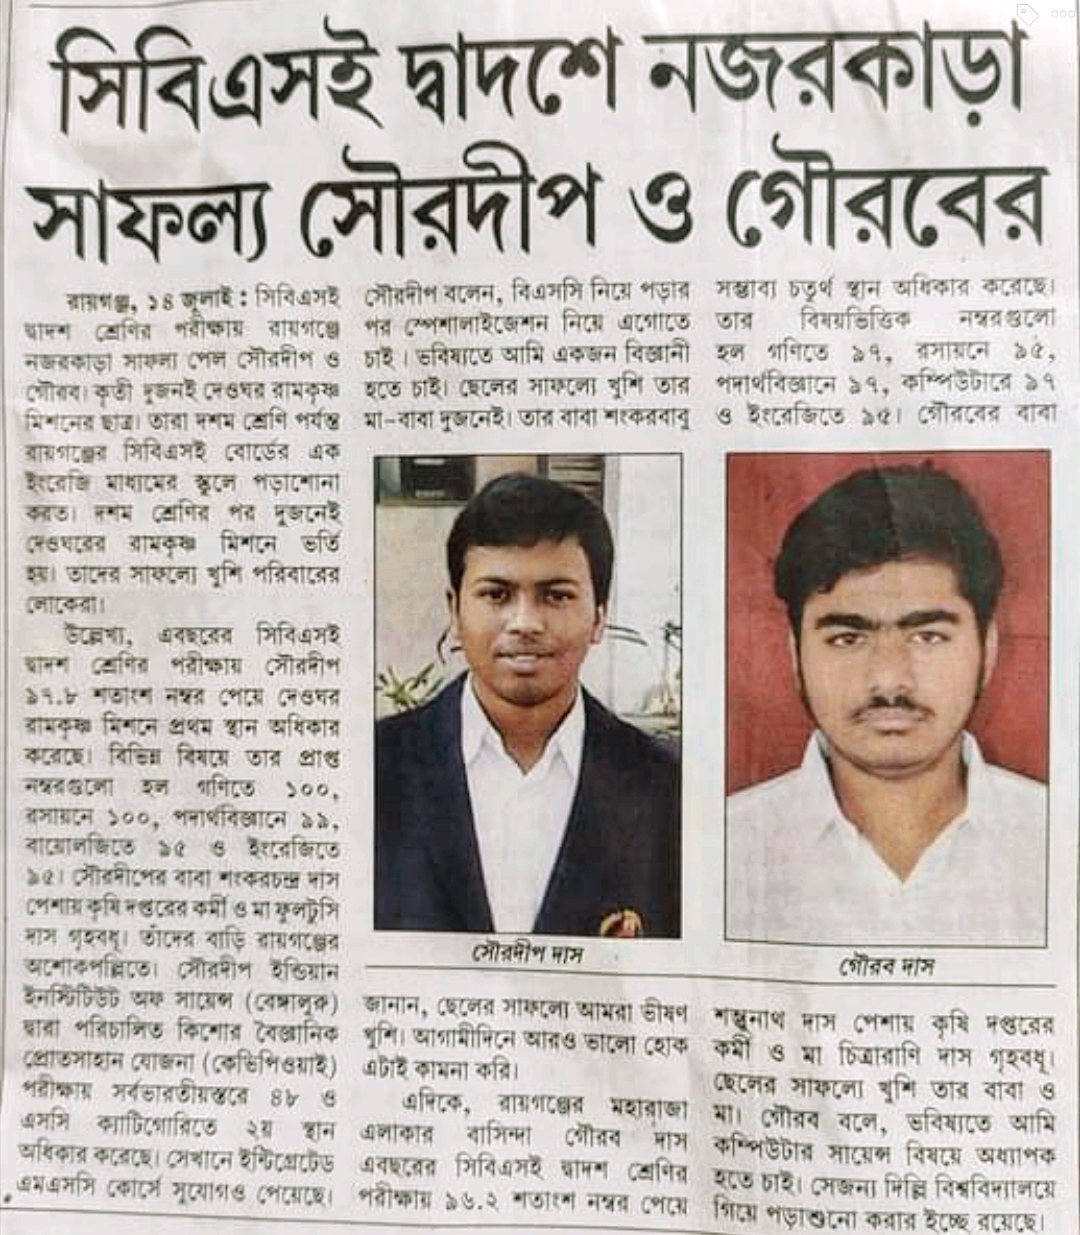 সিবিএসই দ্বাদশে নজরকাড়া
সাফল্য সৌরদীপ ও গৌরবের
রায়গঞ্জ, ১৪ জুলাই : সিবিএসই
দ্বাদশ শ্রেণির পরীক্ষায় রায়গঞ্জে
নজরকাড়া সাফল্য পেল সৌরদীপ ও
গৌরব। কৃতী দুজনই দেওঘর রামকৃষ্ণ
মিশনের ছাত্র। তারা দশম শ্রেণি পর্যন্ত
রায়গঞ্জের সিবিএসই বোর্ডের এক
ইংরেজি মাধ্যমের স্কুলে পড়াশোনা
করত। দশম শ্রেণির পর দুজনেই
দেওঘরের রামকৃষ্ণ মিশনে ভর্তি
হয়। তাদের সাফল্যে খুশি পরিবারের
লোকেরা।
উল্লেখ্য, এবছরের সিবিএসই
দ্বাদশ শ্রেণির পরীক্ষায় সৌরদীপ
৯৭.৮ শতাংশ নম্বর পেয়ে দেওঘর
রামকৃষ্ণ মিশনে প্রথম স্থান অধিকার
করেছে। বিভিন্ন বিষয়ে তার প্রাপ্ত
নম্বরগুলো হল গণিতে ১০০,
রসায়নে ১০০, পদার্থবিজ্ঞানে ৯৯,
বায়োলজিতে ৯৫ ও ইংরেজিতে
৯৫। সৌরদীপের বাবা শংকরচন্দ্র দাস
পেশায় কৃষি দপ্তরের কর্মী ও মা ফুলটুসি
দাস গৃহবধূ। তাঁদের বাড়ি রায়গঞ্জের
অশোকপল্লিতে। সৌরদীপ ইন্ডিয়ান
ইনস্টিটিউট অফ সায়েন্স (বেঙ্গালুরু)
দ্বারা পরিচালিত কিশোর বৈজ্ঞানিক
প্রোতসাহান যোজনা (কেভিপিওয়াই)
পরীক্ষায় সর্বভারতীয়স্তরে ৪৮ ও
এসসি ক্যাটিগোরিতে ২য় স্থান
অধিকার করেছে। সেখানে ইন্টিগ্রেটেড
এমএসসি কোর্সে সুযোগও পেয়েছে।
সৌরদীপ বলেন, বিএসসি নিয়ে পড়ার
পর স্পেশালাইজেশন নিয়ে এগোতে
চাই। ভবিষ্যতে আমি একজন বিজ্ঞানী
হতে চাই। ছেলের সাফল্যে খুশি তার
মা-বাবা দুজনেই। তার বাবা শংকরবাবু
সৌরদীপ দাস
জানান, ছেলের সাফল্যে আমরা ভীষণ
খুশি। আগামীদিনে আরও ভালো হোক
এটাই কামনা করি।
এদিকে, রায়গঞ্জের মহারাজা
এলাকার বাসিন্দা গৌরব দাস
এবছরের সিবিএসই দ্বাদশ শ্রেণির
পরীক্ষায় ৯৬.২ শতাংশ নম্বর পেয়ে
সম্ভাব্য চতুর্থ স্থান অধিকার করেছে।
তার বিষয়ভিত্তিক নম্বরগুলো
হল গণিতে ৯৭, রসায়নে ৯৫,
পদার্থবিজ্ঞানে ৯৭, কম্পিউটারে ৯৭
ও ইংরেজিতে ৯৫। গৌরবের বাবা
গৌরব দাস
শম্ভুনাথ দাস পেশায় কৃষি দপ্তরের
কর্মী ও মা চিত্রারাণি দাস গৃহবধূ।
ছেলের সাফল্যে খুশি তার বাবা ও
মা। গৌরব বলে, ভবিষ্যতে আমি
কম্পিউটার সায়েন্স বিষয়ে অধ্যাপক
হতে চাই। সেজন্য দিল্লি বিশ্ববিদ্যালয়ে
গিয়ে পড়াশুনো করার ইচ্ছে রয়েছে।